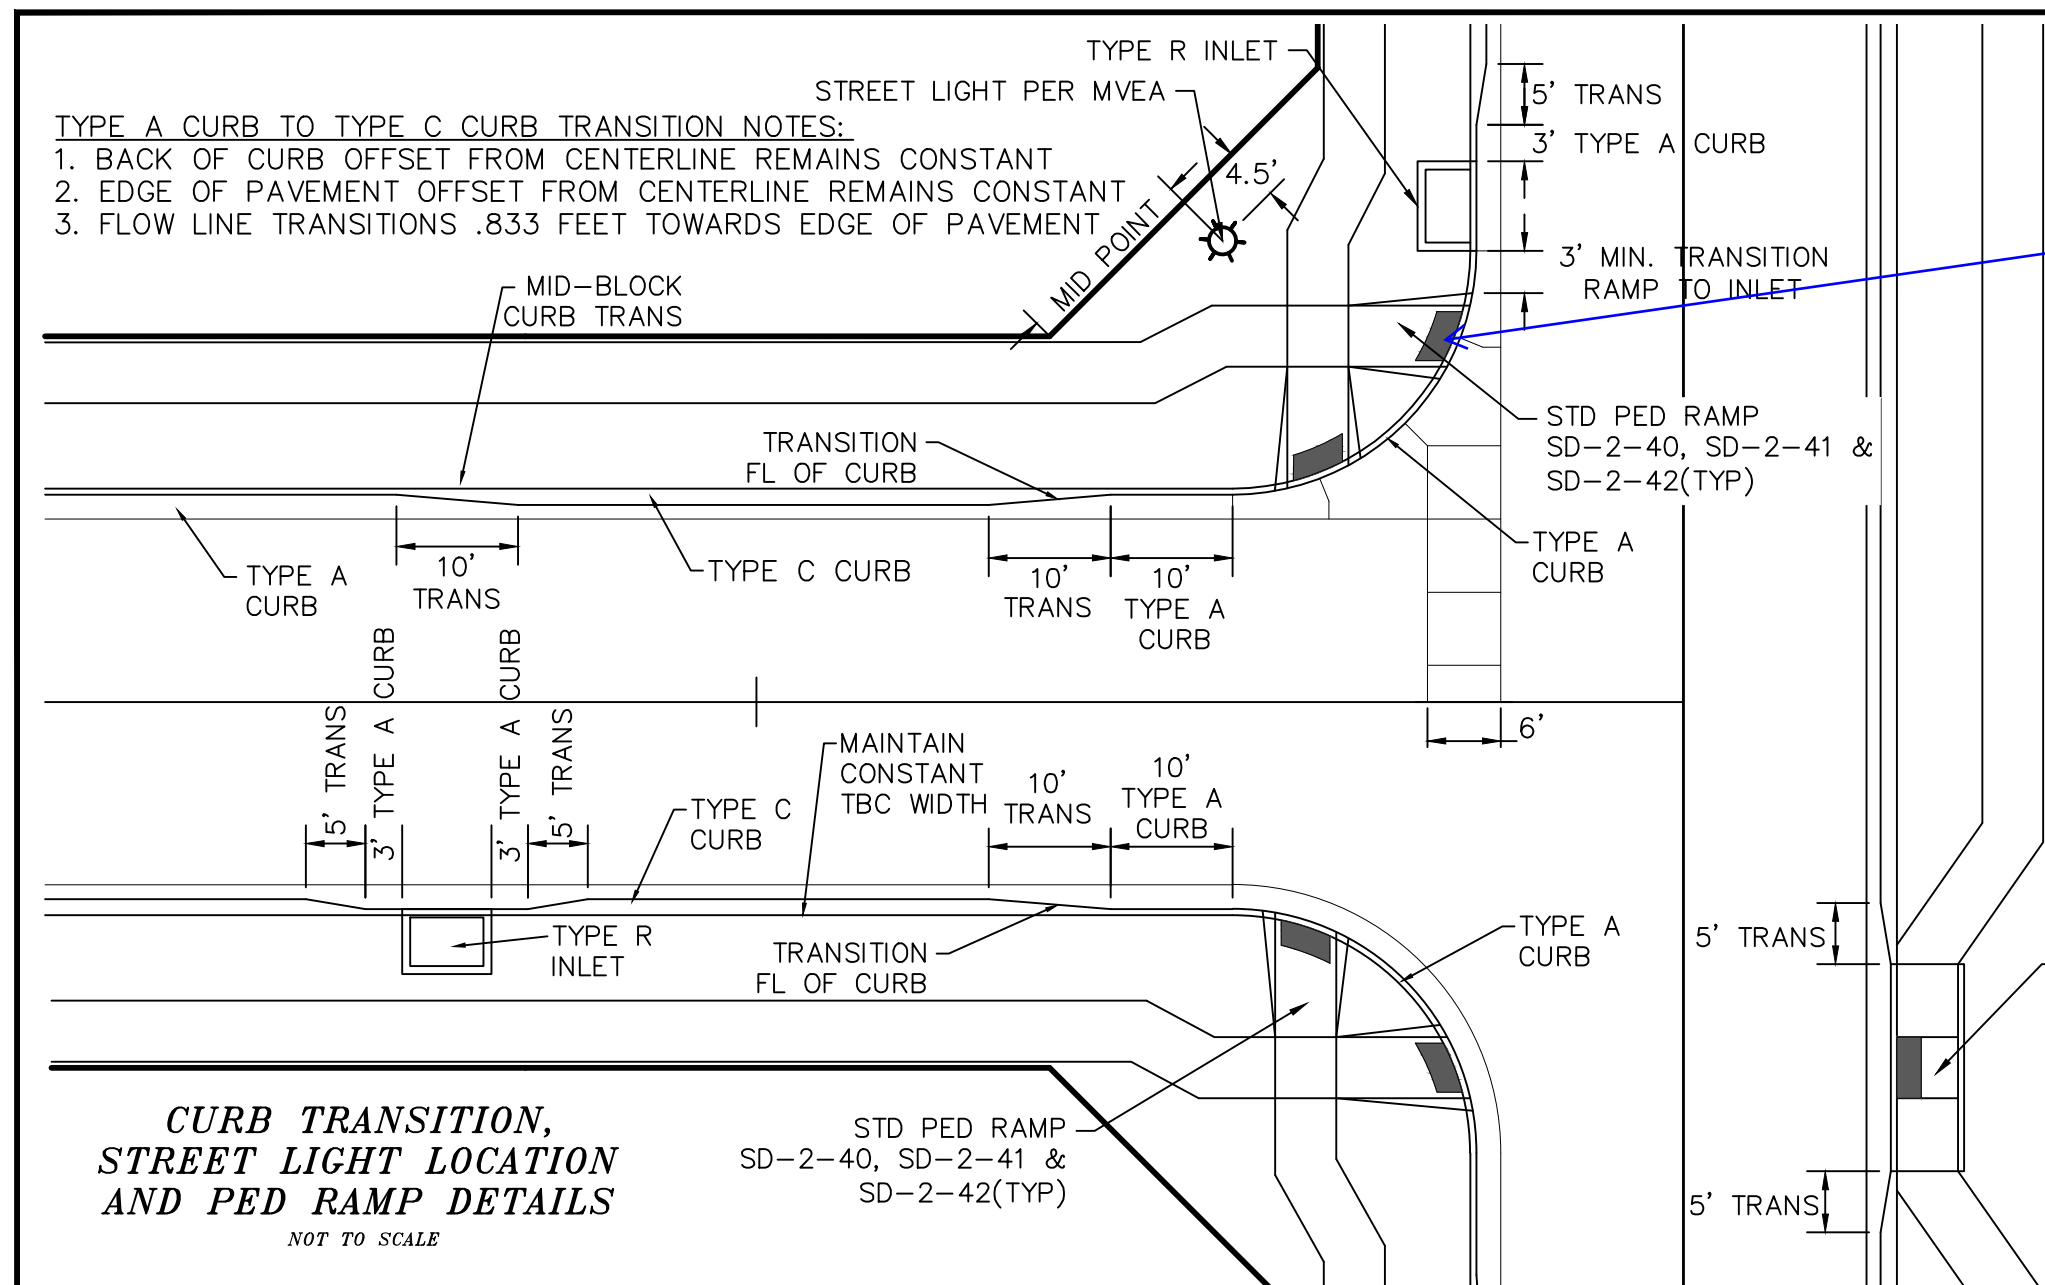 TYPE R INLET
STREET LIGHT PER MVEA
5' TRANS
3' TYPE A CURB
TYPE A CURB TO TYPE C CURB TRANSITION NOTES:
1. BACK OF CURB OFFSET FROM CENTERLINE REMAINS CONSTANT
2. EDGE OF PAVEMENT OFFSET FROM CENTERLINE REMAINS CONSTANT
3. FLOW LINE TRANSITIONS .833 FEET TOWARDS EDGE OF PAVEMENT
4.5'
MID POINT
3' MIN. TRANSITION
RAMP TO INLET
MID-BLOCK
CURB TRANS
STD PED RAMP
SD-2-40, SD-2-41 &
SD-2-42(TYP)
TRANSITION
FL OF CURB
TYPE A
CURB
10'
TRANS
TYPE C CURB
10'
TRANS
10'
TYPE A
CURB
TYPE A
CURB
5' TRANS
3' TYPE A CURB
3' TYPE A CURB
5' TRANS
6'
MAINTAIN
CONSTANT
TBC WIDTH
TYPE C
CURB
10'
TRANS
10'
TYPE A
CURB
TYPE R
INLET
TRANSITION
FL OF CURB
TYPE A
CURB
5' TRANS
STD PED RAMP
SD-2-40, SD-2-41 &
SD-2-42(TYP)
5' TRANS
CURB TRANSITION,
STREET LIGHT LOCATION
AND PED RAMP DETAILS
NOT TO SCALE